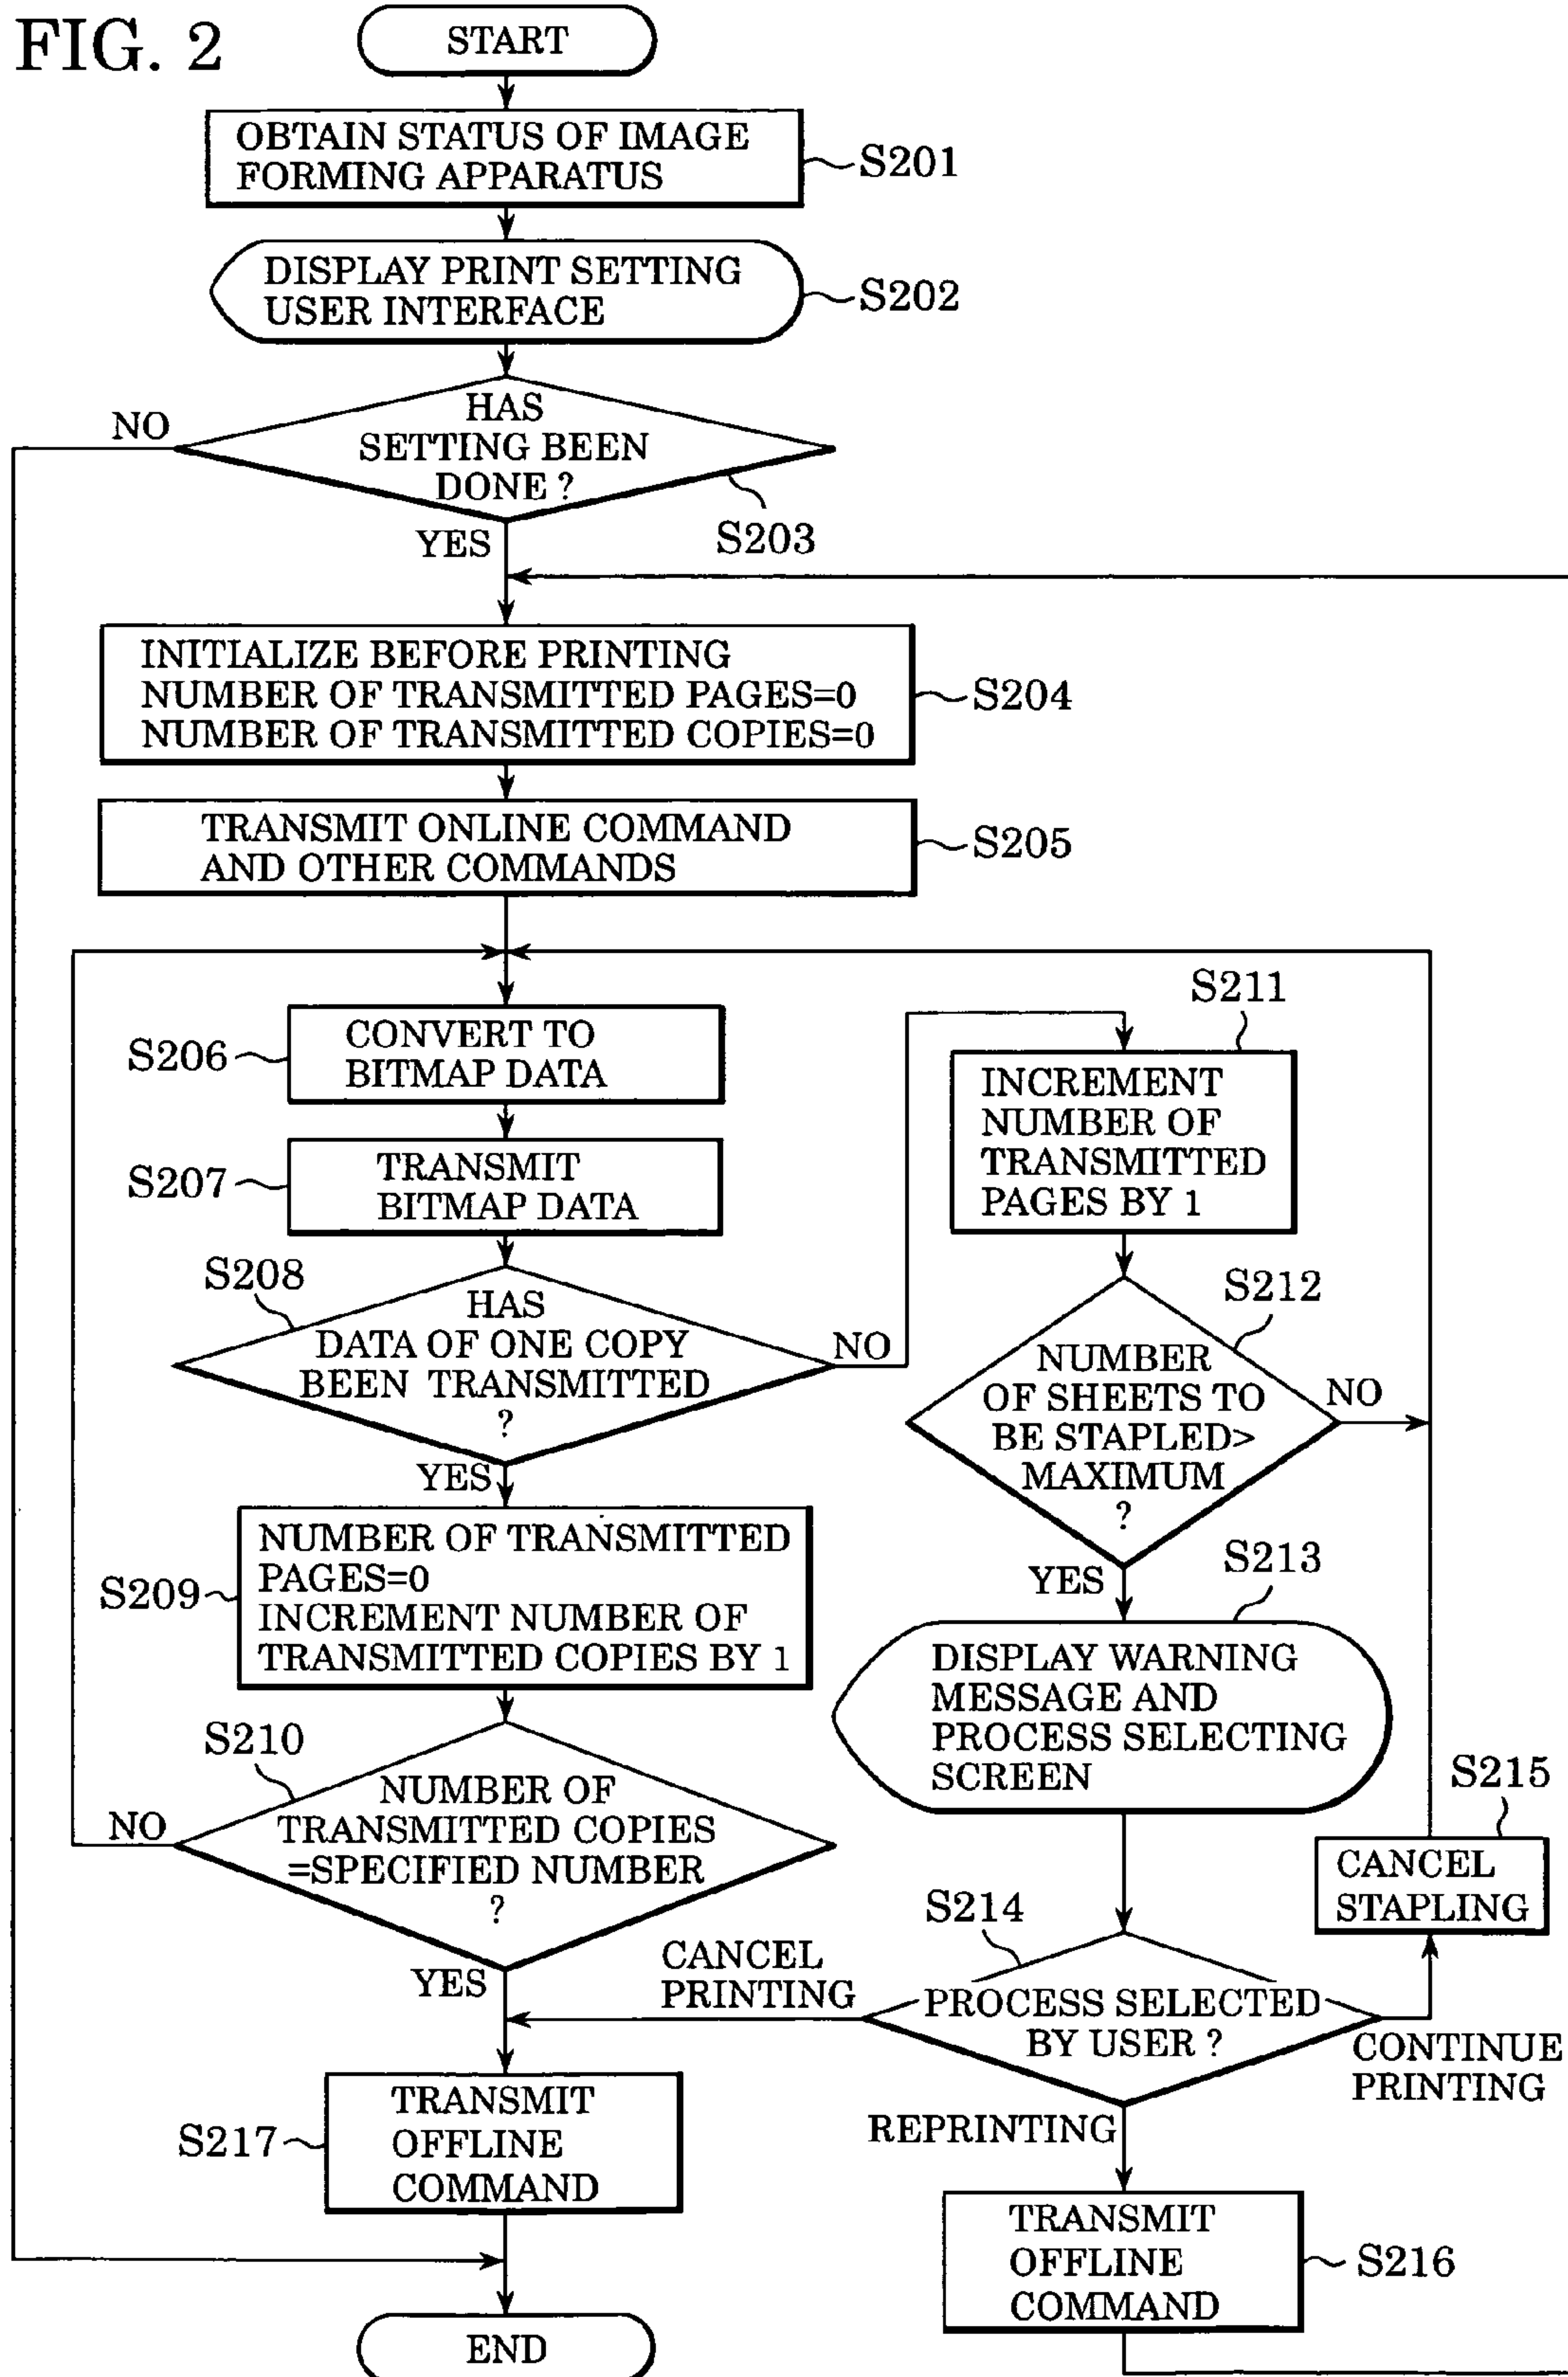 FIG. 2
START
OBTAIN STATUS OF IMAGE
FORMING APPARATUS
S201
DISPLAY PRINT SETTING
USER INTERFACE
S202
HAS
SETTING BEEN
DONE ?
NO
S203
YES
INITIALIZE BEFORE PRINTING
NUMBER OF TRANSMITTED PAGES=0
NUMBER OF TRANSMITTED COPIES=0
S204
TRANSMIT ONLINE COMMAND
AND OTHER COMMANDS
S205
S206
CONVERT TO
BITMAP DATA
S207
TRANSMIT
BITMAP DATA
S208
HAS
DATA OF ONE COPY
BEEN TRANSMITTED
?
NO
YES
S209
NUMBER OF TRANSMITTED
PAGES=0
INCREMENT NUMBER OF
TRANSMITTED COPIES BY 1
S210
NUMBER OF
TRANSMITTED COPIES
=SPECIFIED NUMBER
?
NO
YES
S211
INCREMENT
NUMBER OF
TRANSMITTED
PAGES BY 1
S212
NUMBER
OF SHEETS TO
BE STAPLED>
MAXIMUM
?
NO
YES
S213
DISPLAY WARNING
MESSAGE AND
PROCESS SELECTING
SCREEN
S214
PROCESS SELECTED
BY USER ?
CANCEL
PRINTING
CONTINUE
PRINTING
REPRINTING
S215
CANCEL
STAPLING
S217
TRANSMIT
OFFLINE
COMMAND
TRANSMIT
OFFLINE
COMMAND
S216
END